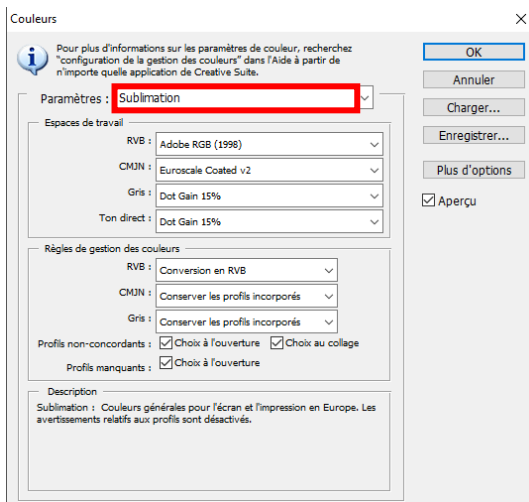 Couleurs
Pour plus d'informations sur les paramètres de couleur, recherchez
"configuration de la gestion des couleurs" dans l'Aide à partir de
n'importe quelle application de Creative Suite.
OK
Annuler
Charger...
Enregistrer...
Plus d'options
Aperçu
Paramètres : Sublimation
Espaces de travail
RVB : Adobe RGB (1998)
CMJN : Euroscale Coated v2
Gris : Dot Gain 15%
Ton direct : Dot Gain 15%
Règles de gestion des couleurs
RVB : Conversion en RVB
CMJN : Conserver les profils incorporés
Gris : Conserver les profils incorporés
Profils non-concordants : Choix à l'ouverture Choix au collage
Profils manquants : Choix à l'ouverture
Description
Sublimation : Couleurs générales pour l'écran et l'impression en Europe. Les
avertissements relatifs aux profils sont désactivés.